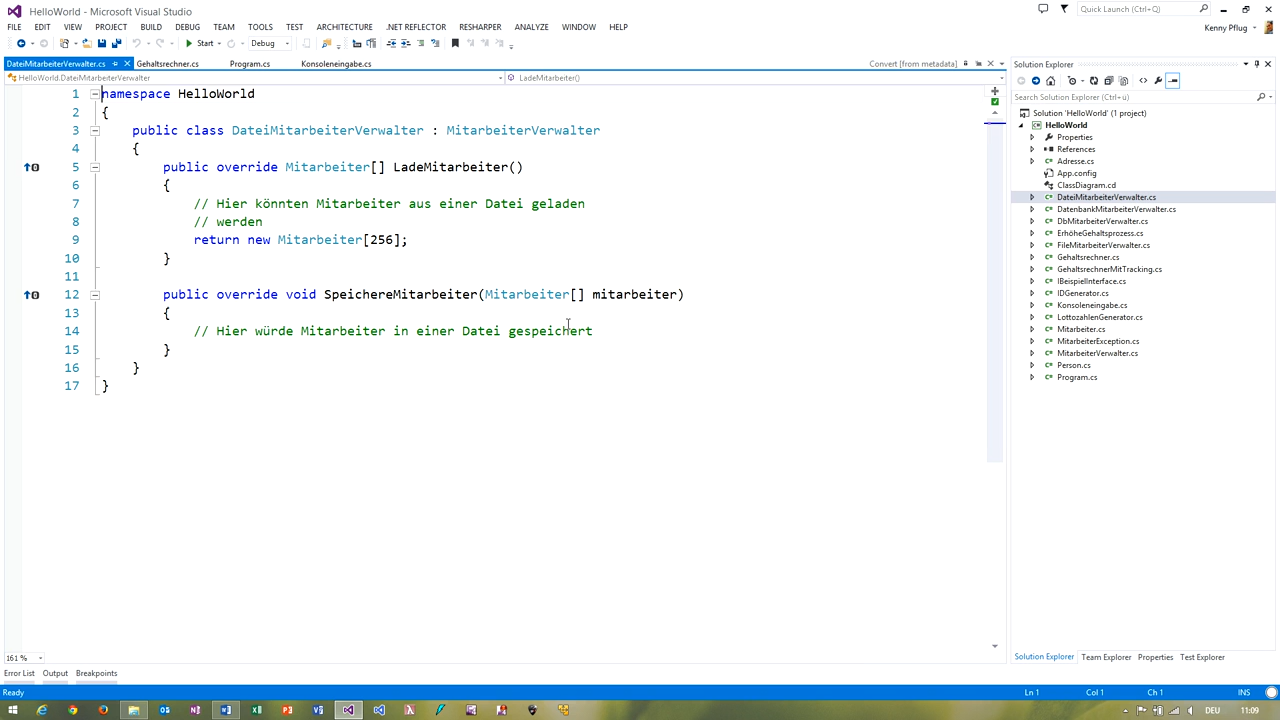 HelloWorld - Microsoft Visual Studio
Quick Launch (Ctrl+Q)
FILE EDIT VIEW PROJECT BUILD DEBUG TEAM TOOLS TEST ARCHITECTURE .NET REFLECTOR RESHARPER ANALYZE WINDOW HELP
Kenny Pflug
Start Debug
DateiMitarbeiterVerwalter.cs Gehaltsrechner.cs Program.cs Konsoleneingabe.cs Convert [from metadata]
HelloWorld.DateiMitarbeiterVerwalter LadeMitarbeiter()
1 namespace HelloWorld
2 {
3 public class DateiMitarbeiterVerwalter : MitarbeiterVerwalter
4 {
5 public override Mitarbeiter[] LadeMitarbeiter()
6 {
7 // Hier könnten Mitarbeiter aus einer Datei geladen
8 // werden
9 return new Mitarbeiter[256];
10 }
11
12 public override void SpeichereMitarbeiter(Mitarbeiter[] mitarbeiter)
13 {
14 // Hier würde Mitarbeiter in einer Datei gespeichert
15 }
16 }
17 }
161 %
Solution Explorer
Search Solution Explorer (Ctrl+ü)
Solution 'HelloWorld' (1 project)
HelloWorld
Properties
References
Adresse.cs
App.config
ClassDiagram.cd
DateiMitarbeiterVerwalter.cs
DatenbankMitarbeiterVerwalter.cs
DbMitarbeiterVerwalter.cs
ErhöheGehaltsprozess.cs
FileMitarbeiterVerwalter.cs
Gehaltsrechner.cs
GehaltsrechnerMitTracking.cs
IBeispielInterface.cs
IDGenerator.cs
Konsoleneingabe.cs
LottozahlenGenerator.cs
Mitarbeiter.cs
MitarbeiterException.cs
MitarbeiterVerwalter.cs
Person.cs
Program.cs
Solution Explorer Team Explorer Properties Test Explorer
Error List Output Breakpoints
Ready Ln 1 Col 1 Ch 1 INS
DEU 11:09